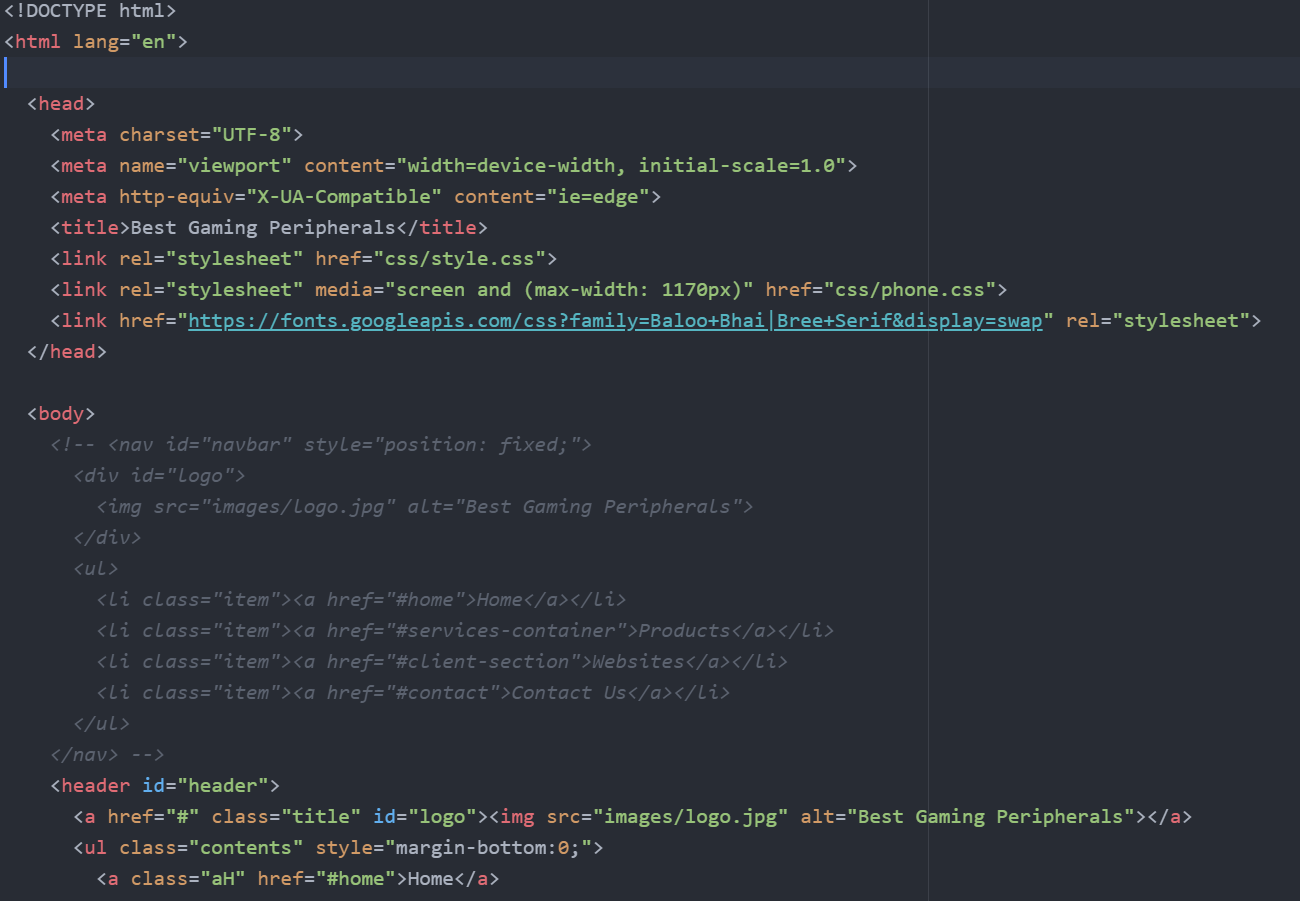 <!DOCTYPE html>
<html lang="en">
<head>
<meta charset="UTF-8">
<meta name="viewport" content="width=device-width, initial-scale=1.0">
<meta http-equiv="X-UA-Compatible" content="ie=edge">
<title>Best Gaming Peripherals</title>
<link rel="stylesheet" href="css/style.css">
<link rel="stylesheet" media="screen and (max-width: 1170px)" href="css/phone.css">
<link href="https://fonts.googleapis.com/css?family=Baloo+Bhai|Bree+Serif&display=swap" rel="stylesheet">
</head>
<body>
<!-- <nav id="navbar" style="position: fixed;">
<div id="logo">
<img src="images/logo.jpg" alt="Best Gaming Peripherals">
</div>
<ul>
<li class="item"><a href="#home">Home</a></li>
<li class="item"><a href="#services-container">Products</a></li>
<li class="item"><a href="#client-section">Websites</a></li>
<li class="item"><a href="#contact">Contact Us</a></li>
</ul>
</nav> -->
<header id="header">
<a href="#" class="title" id="logo"><img src="images/logo.jpg" alt="Best Gaming Peripherals"></a>
<ul class="contents" style="margin-bottom:0;">
<a class="aH" href="#home">Home</a>